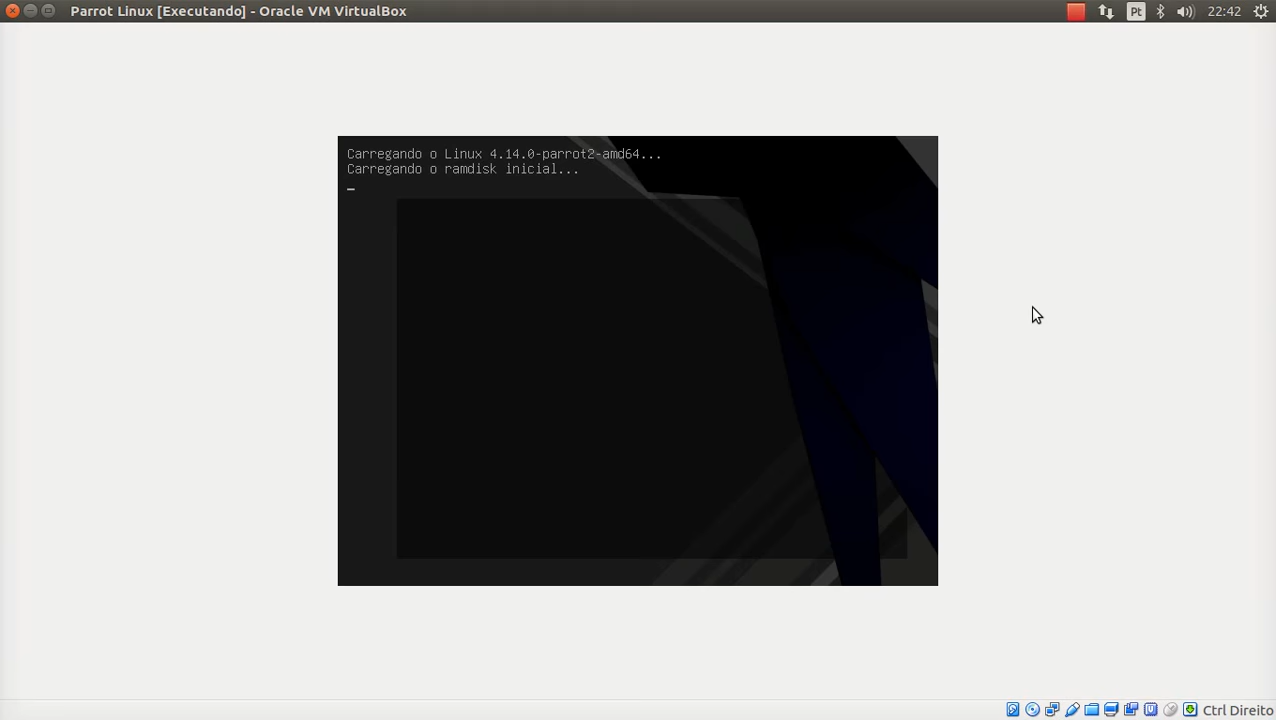 Parrot Linux [Executando] - Oracle VM VirtualBox
Pt
22:42
Carregando o Linux 4.14.0-parrot2-amd64...
Carregando o ramdisk inicial...
Ctrl Direito